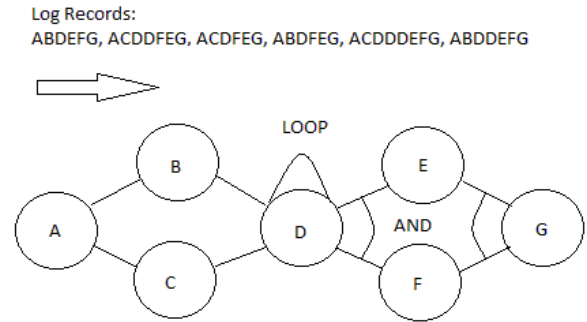 Log Records:
ABDEFG, ACDDFEG, ACDFEG, ABDFEG, ACDDDEFG, ABDDEFG
LOOP
B
E
A
D
AND
G
C
F